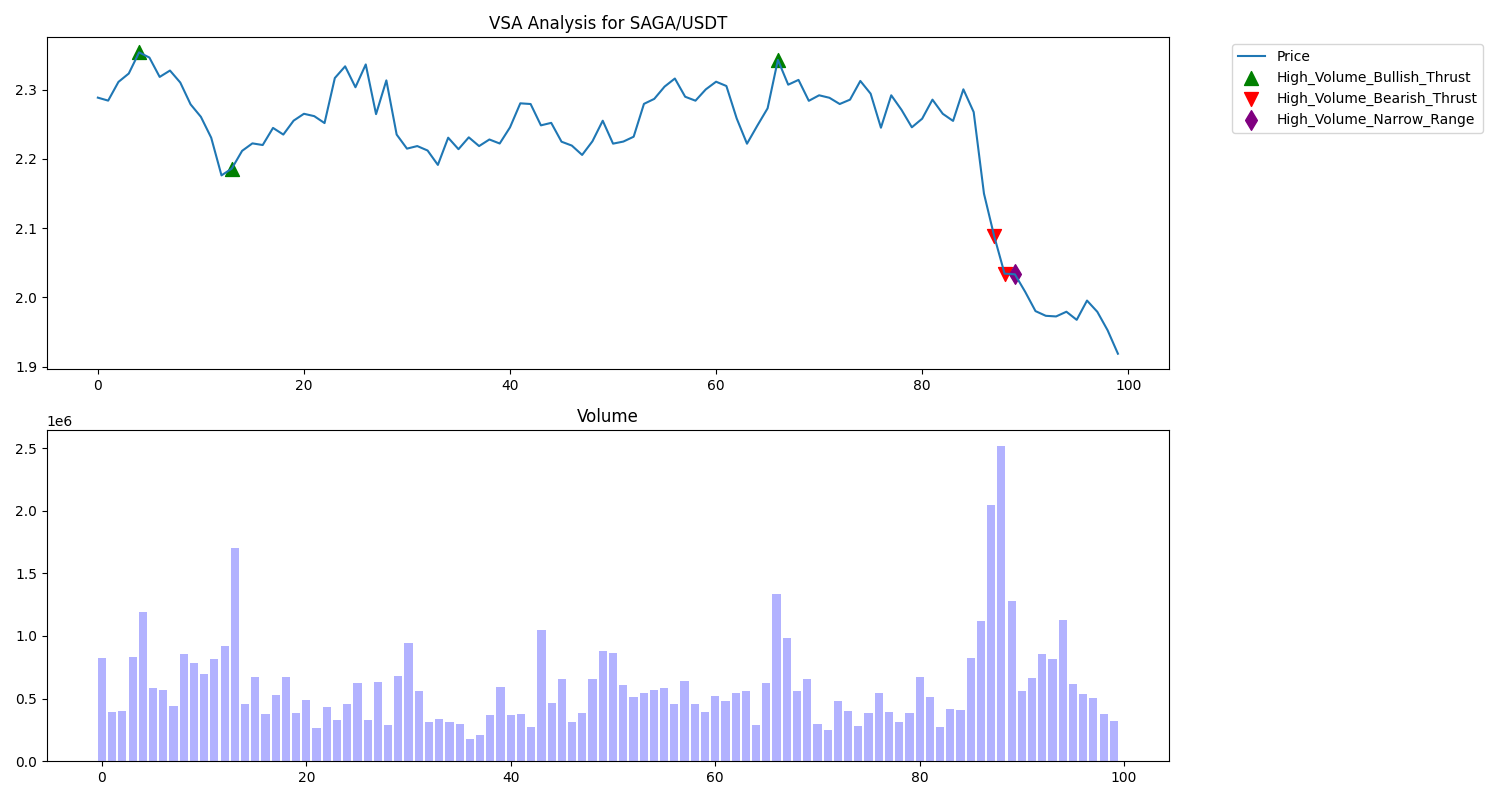 VSA Analysis for SAGA/USDT
2.3
2.2
2.1
2.0
1.9
0 20 40 60 80 100
Price
High_Volume_Bullish_Thrust
High_Volume_Bearish_Thrust
High_Volume_Narrow_Range
Volume
1e6
2.5
2.0
1.5
1.0
0.5
0.0
0 20 40 60 80 100